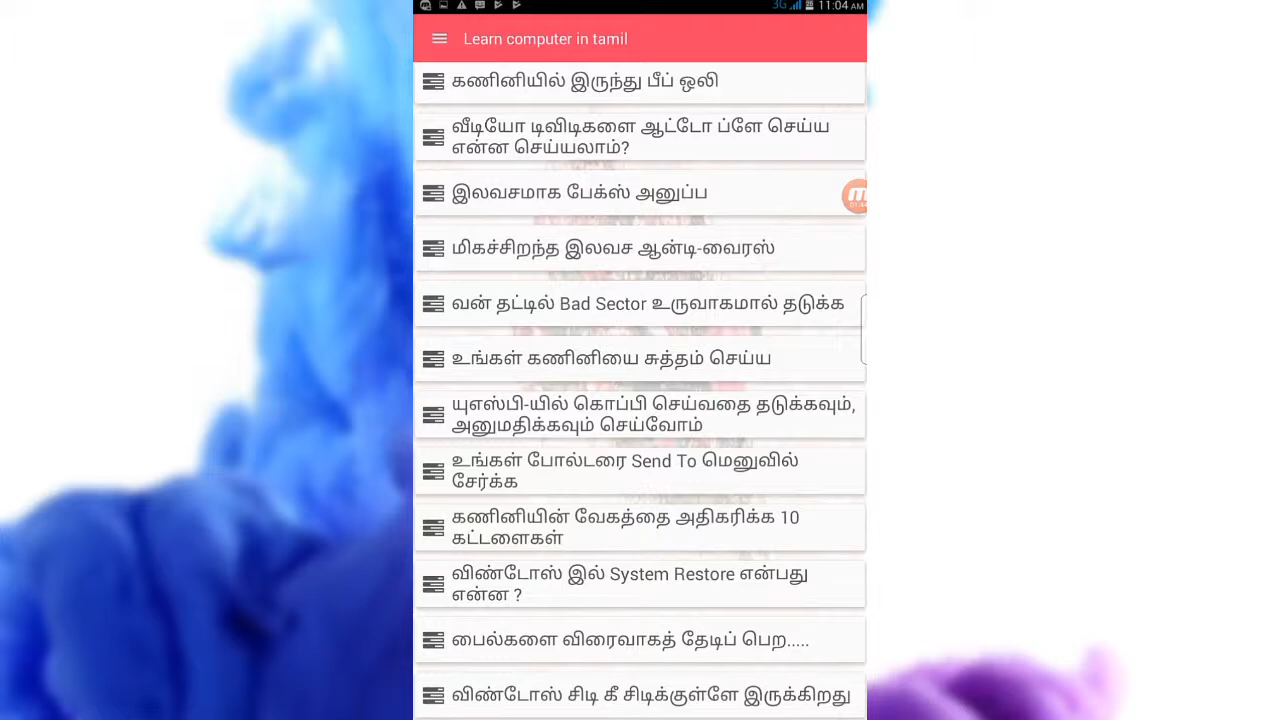 3G 11:04 AM
Learn computer in tamil
கணினியில் இருந்து பீப் ஒலி
வீடியோ டிவிடிகளை ஆட்டோ ப்ளே செய்ய
என்ன செய்யலாம்?
இலவசமாக பேக்ஸ் அனுப்ப
மிகச்சிறந்த இலவச ஆன்டி-வைரஸ்
வன் தட்டில் Bad Sector உருவாகமால் தடுக்க
உங்கள் கணினியை சுத்தம் செய்ய
யுஎஸ்பி-யில் கொப்பி செய்வதை தடுக்கவும்,
அனுமதிக்கவும் செய்வோம்
உங்கள் போல்டரை Send To மெனுவில்
சேர்க்க
கணினியின் வேகத்தை அதிகரிக்க 10
கட்டளைகள்
விண்டோஸ் இல் System Restore என்பது
என்ன ?
பைல்களை விரைவாகத் தேடிப் பெற.....
விண்டோஸ் சிடி கீ சிடிக்குள்ளே இருக்கிறது